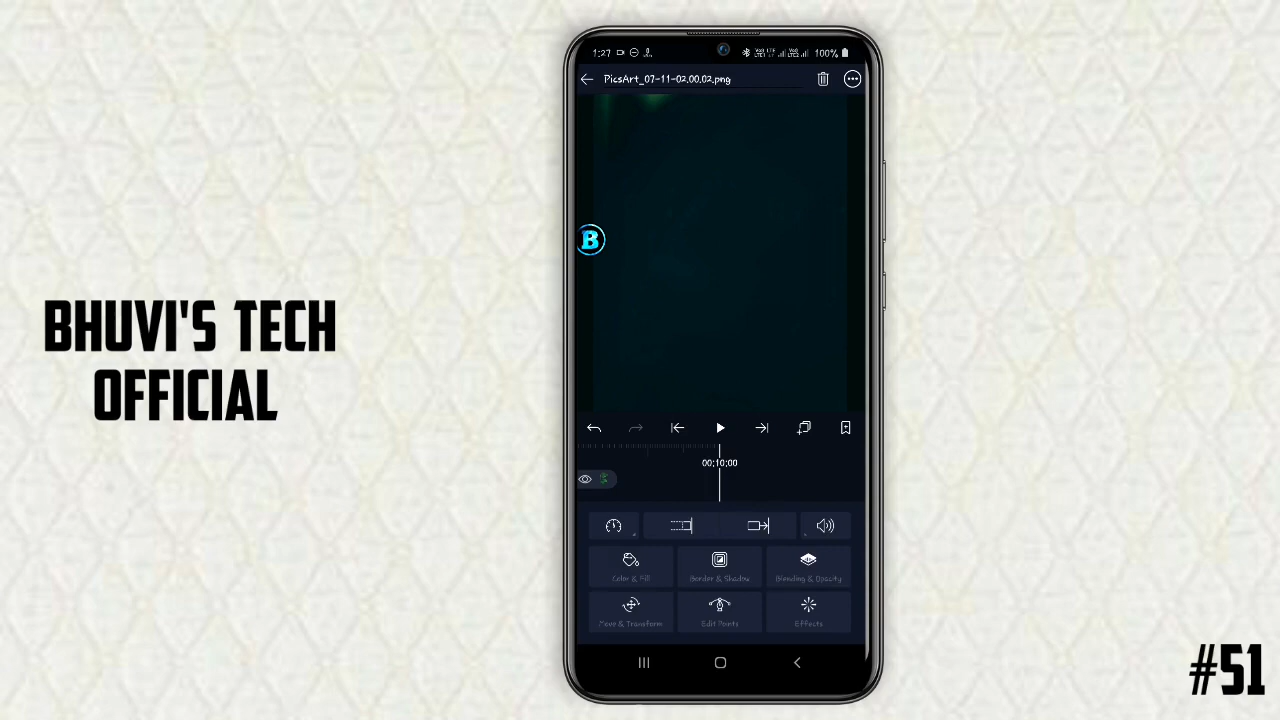 1:27
100%
PicsArt_07-11-02.00.02.png
B
BHUVI'S TECH
OFFICIAL
00:10:00
Color & Fill
Border & Shadow
Blending & Opacity
Move & Transform
Edit Points
Effects
#51